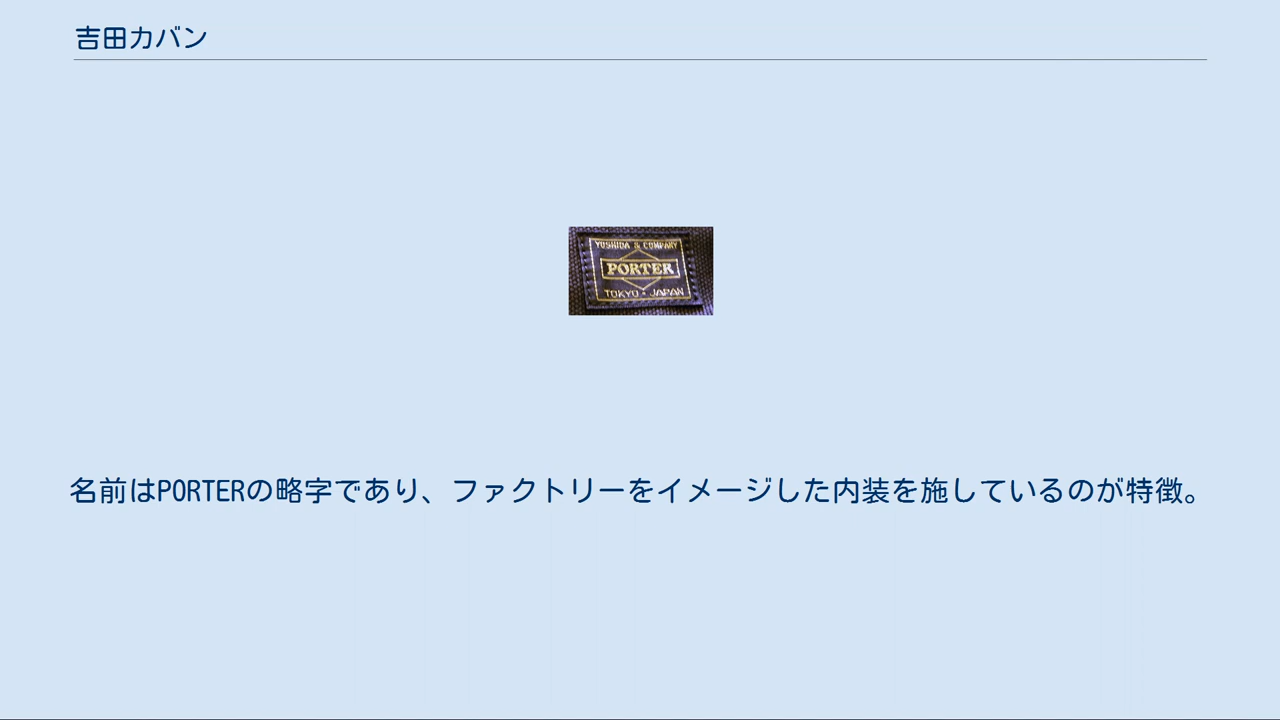 吉田カバン
YOSHIDA & COMPANY
PORTER
TOKYO・JAPAN
名前はPORTERの略字であり、ファクトリーをイメージした内装を施しているのが特徴。